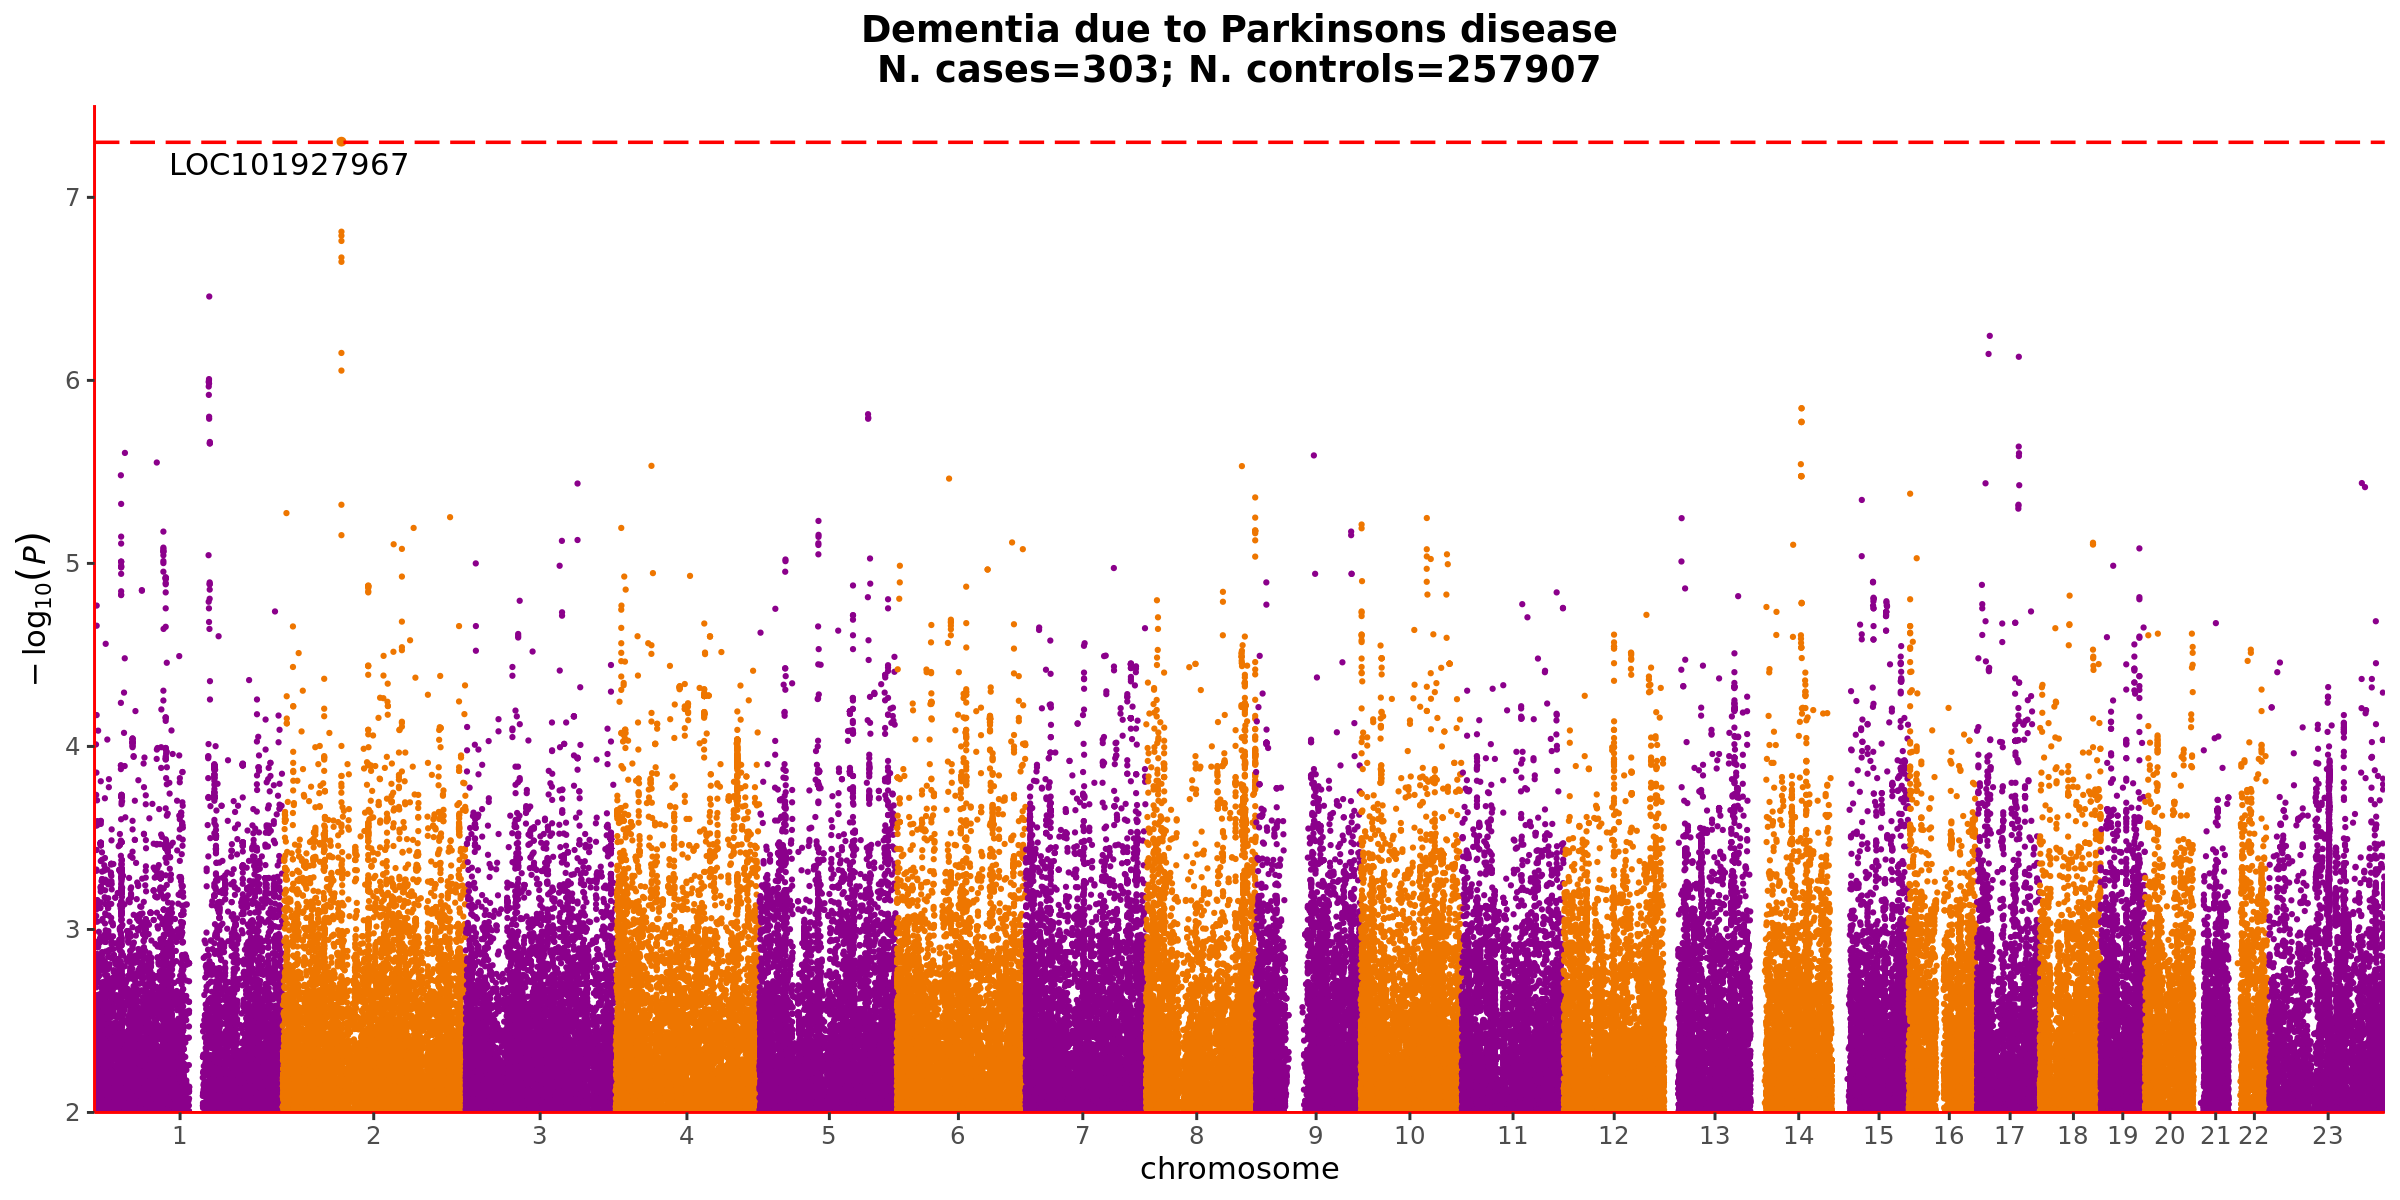 Dementia due to Parkinsons disease
N. cases=303; N. controls=257907
LOC101927967
7
6
5
4
3
2
−log10(P)
1 2 3 4 5 6 7 8 9 10 11 12 13 14 15 16 17 18 19 20 21 22 23
chromosome